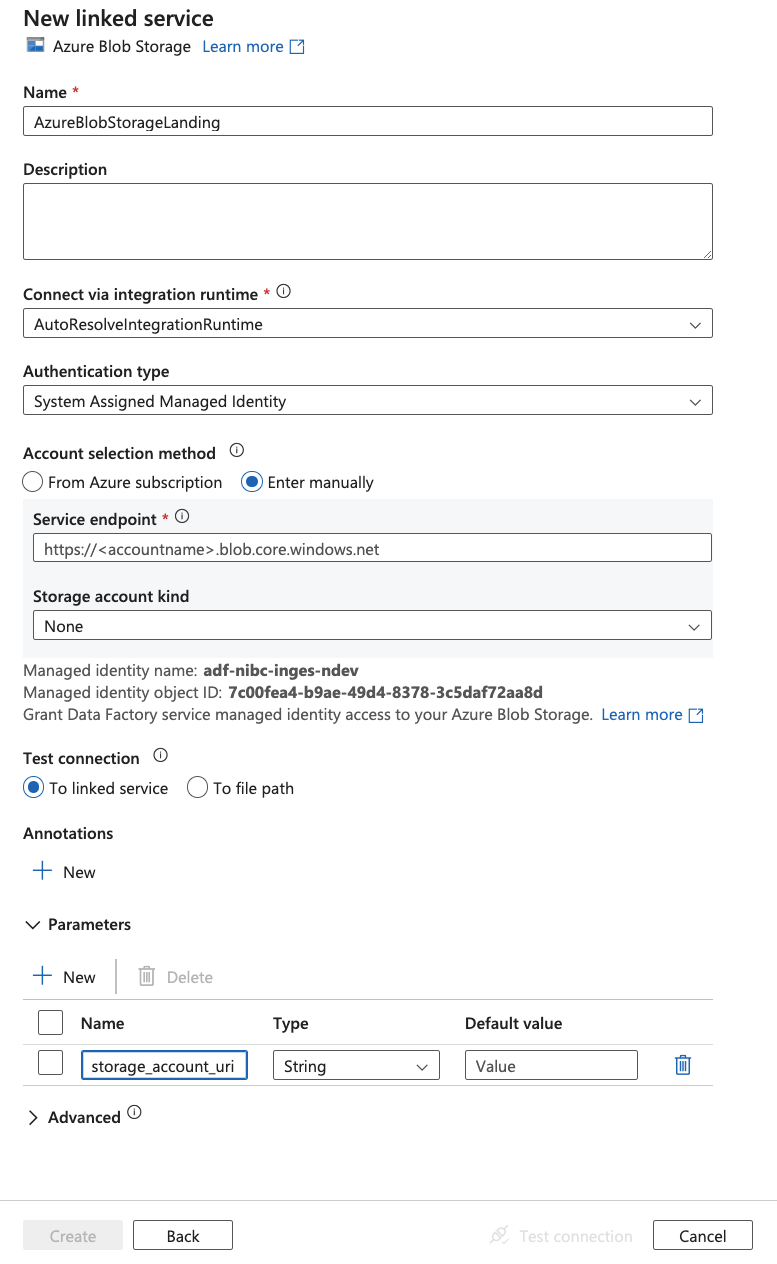 New linked service
Azure Blob Storage Learn more
Name *
AzureBlobStorageLanding
Description
Connect via integration runtime *
AutoResolveIntegrationRuntime
Authentication type
System Assigned Managed Identity
Account selection method
From Azure subscription Enter manually
Service endpoint *
https://<accountname>.blob.core.windows.net
Storage account kind
None
Managed identity name: adf-nibc-inges-ndev
Managed identity object ID: 7c00fea4-b9ae-49d4-8378-3c5daf72aa8d
Grant Data Factory service managed identity access to your Azure Blob Storage. Learn more
Test connection
To linked service To file path
Annotations
New
Parameters
New Delete
Name Type Default value
storage_account_uri String Value
Advanced
Create Back Test connection Cancel